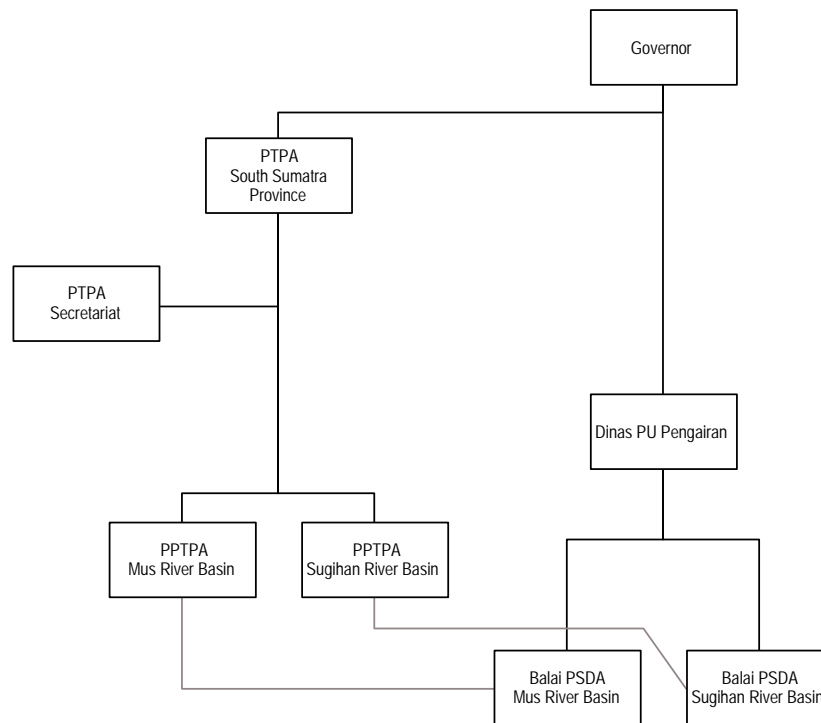 Governor
PTPA
South Sumatra
Province
PTPA
Secretariat
Dinas PU Pengairan
PPTPA
Mus River Basin
PPTPA
Sugihan River Basin
Balai PSDA
Mus River Basin
Balai PSDA
Sugihan River Basin